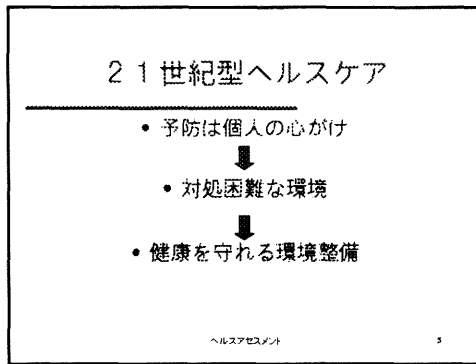 ２１世紀型ヘルスケア
• 予防は個人の心がけ
• 対処困難な環境
• 健康を守れる環境整備
ヘルスアセスメント
5